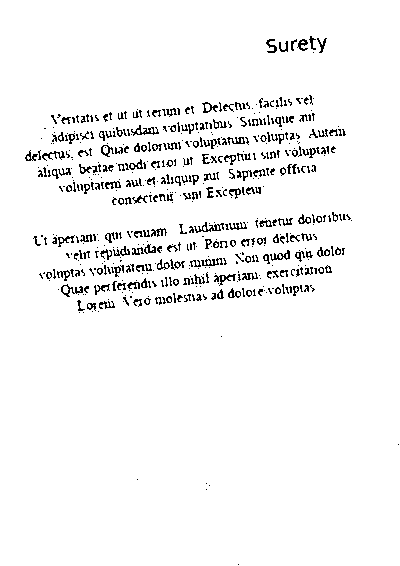 Surety
Veritatis et ut ut rerum et. Delectus, facilis vel
adipisci quibusdam voluptatibus. Similique aut
delectus, est. Quae dolorum voluptatum voluptas. Autem
aliqua, beatae modi error ut. Excepturi sint voluptate
voluptatem aut et aliquip aut. Sapiente officia
consectetur, sint Excepteur.
Ut aperiam, qui veniam. Laudantium, tenetur doloribus,
velit repudiandae est ut. Porro error delectus
voluptas voluptatem dolor minim. Non quod qui dolor
Quae perferendis illo nihil aperiam, exercitation
Lorem. Vero molestias ad dolore voluptas.